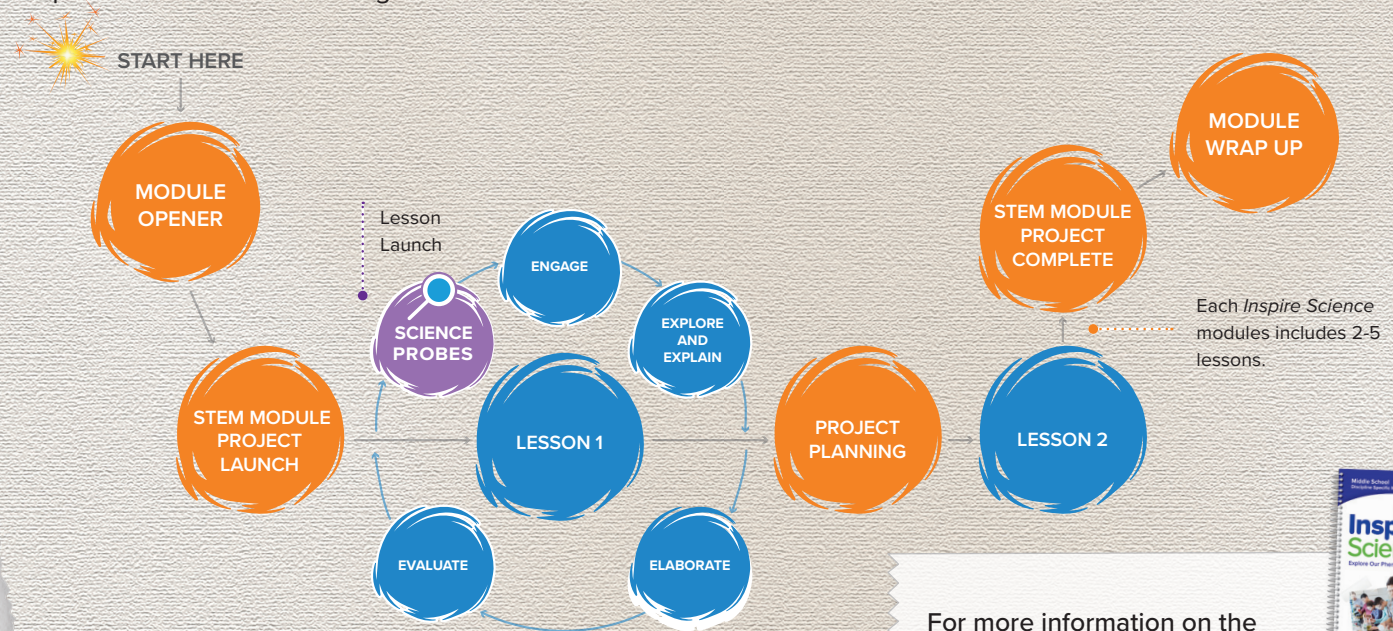 START HERE
MODULE
OPENER
STEM MODULE
PROJECT
LAUNCH
Lesson
Launch
SCIENCE
PROBES
ENGAGE
EXPLORE
AND
EXPLAIN
LESSON 1
ELABORATE
EVALUATE
PROJECT
PLANNING
LESSON 2
STEM MODULE
PROJECT
COMPLETE
MODULE
WRAP UP
Each Inspire Science
modules includes 2-5
lessons.
For more information on the
Middle School